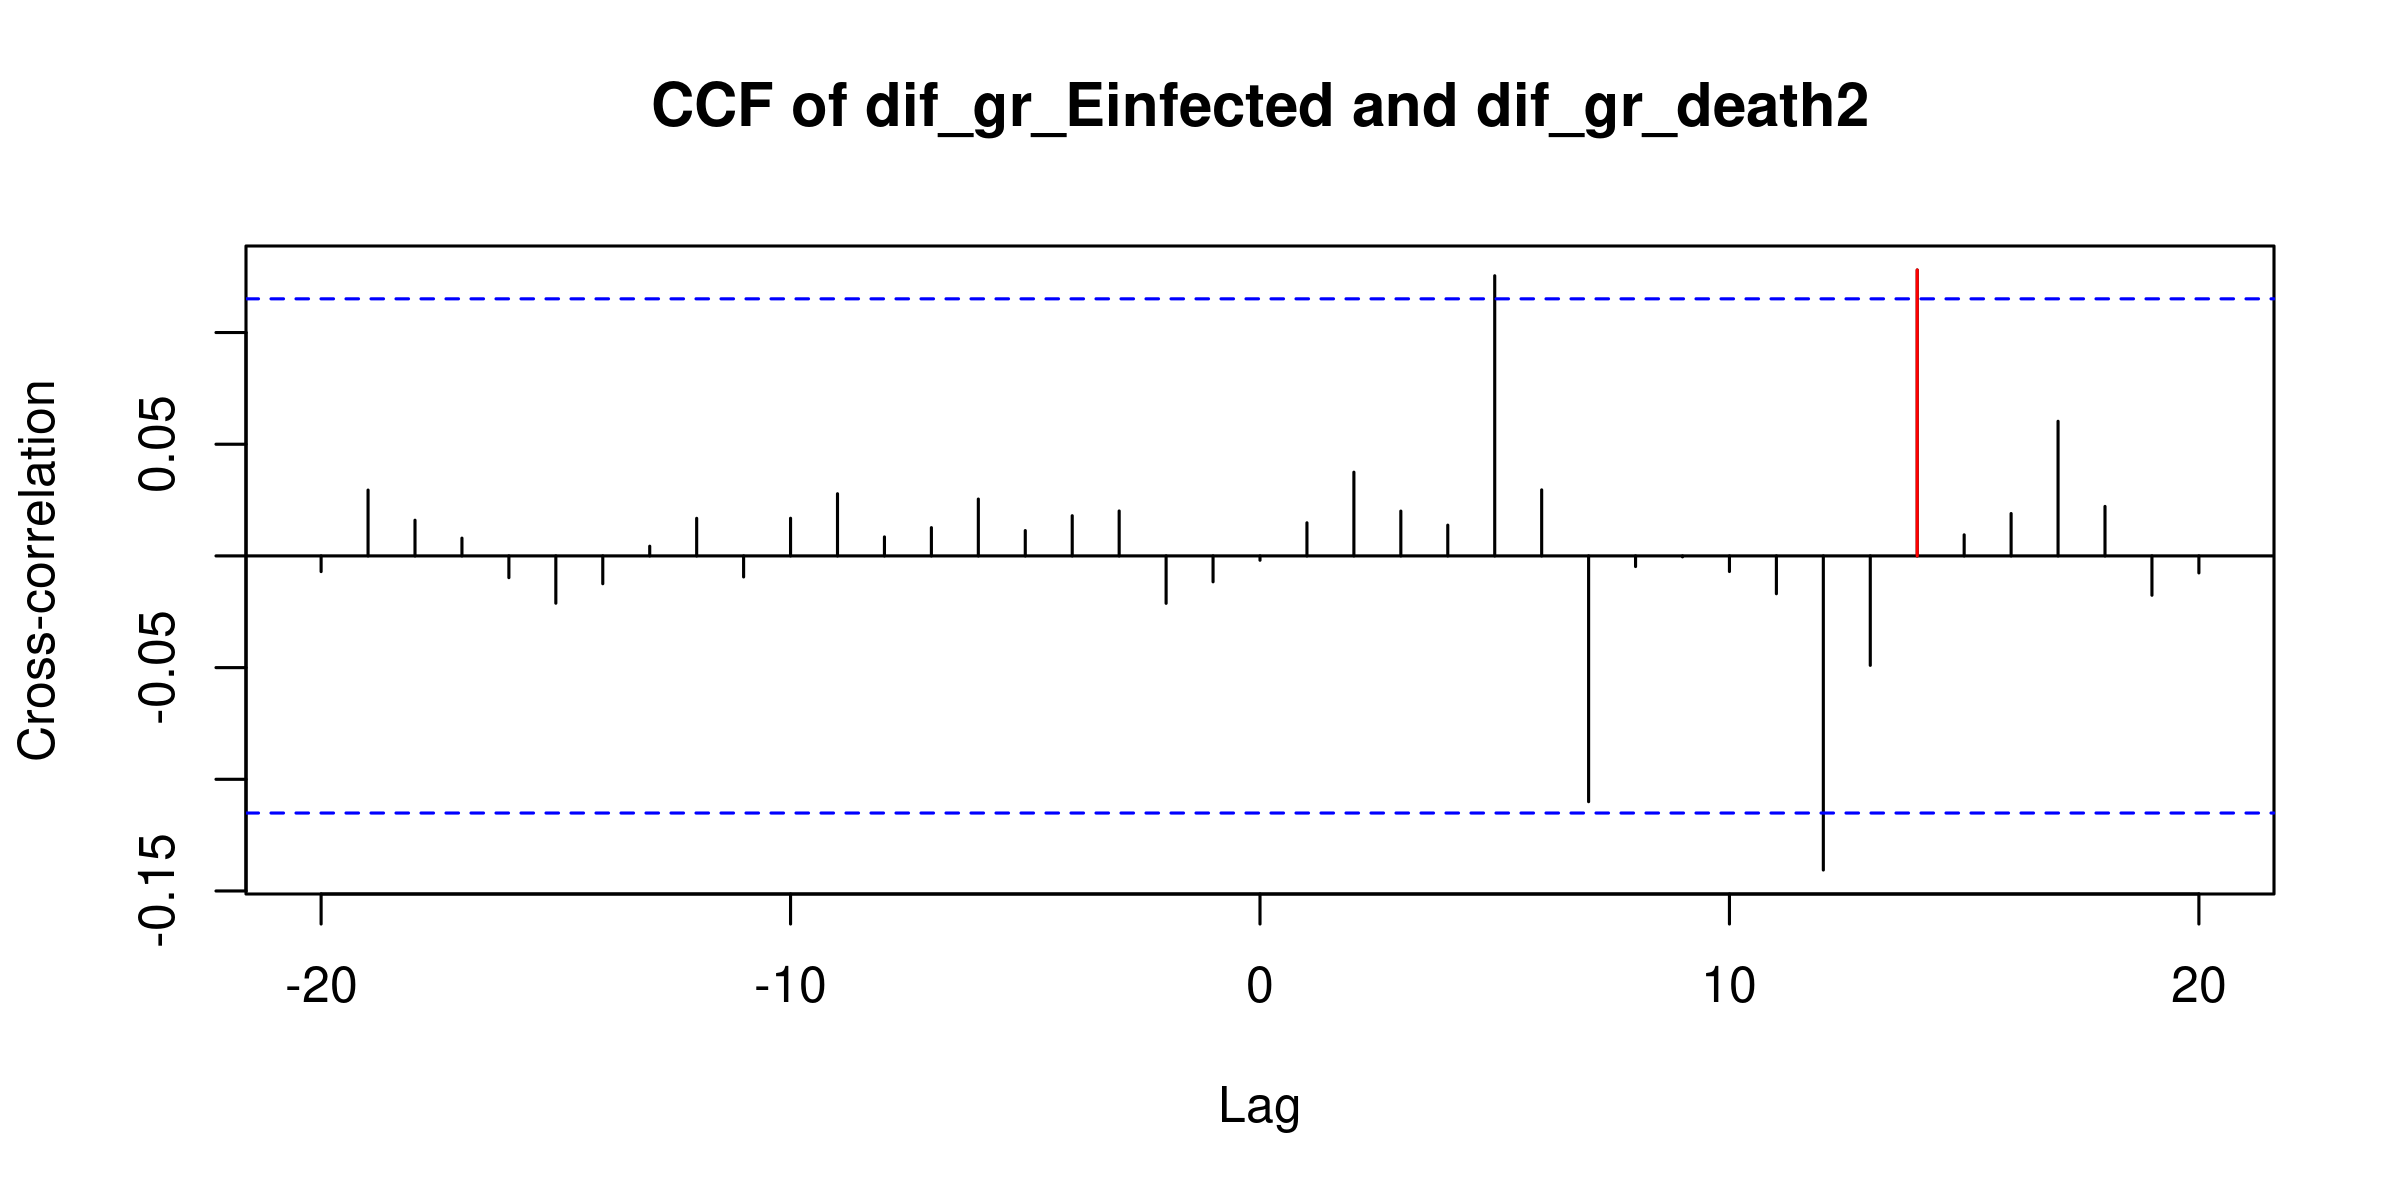 CCF of dif_gr_Einfected and dif_gr_death2
Cross-correlation
0.05
-0.05
-0.15
-20
-10
0
10
20
Lag